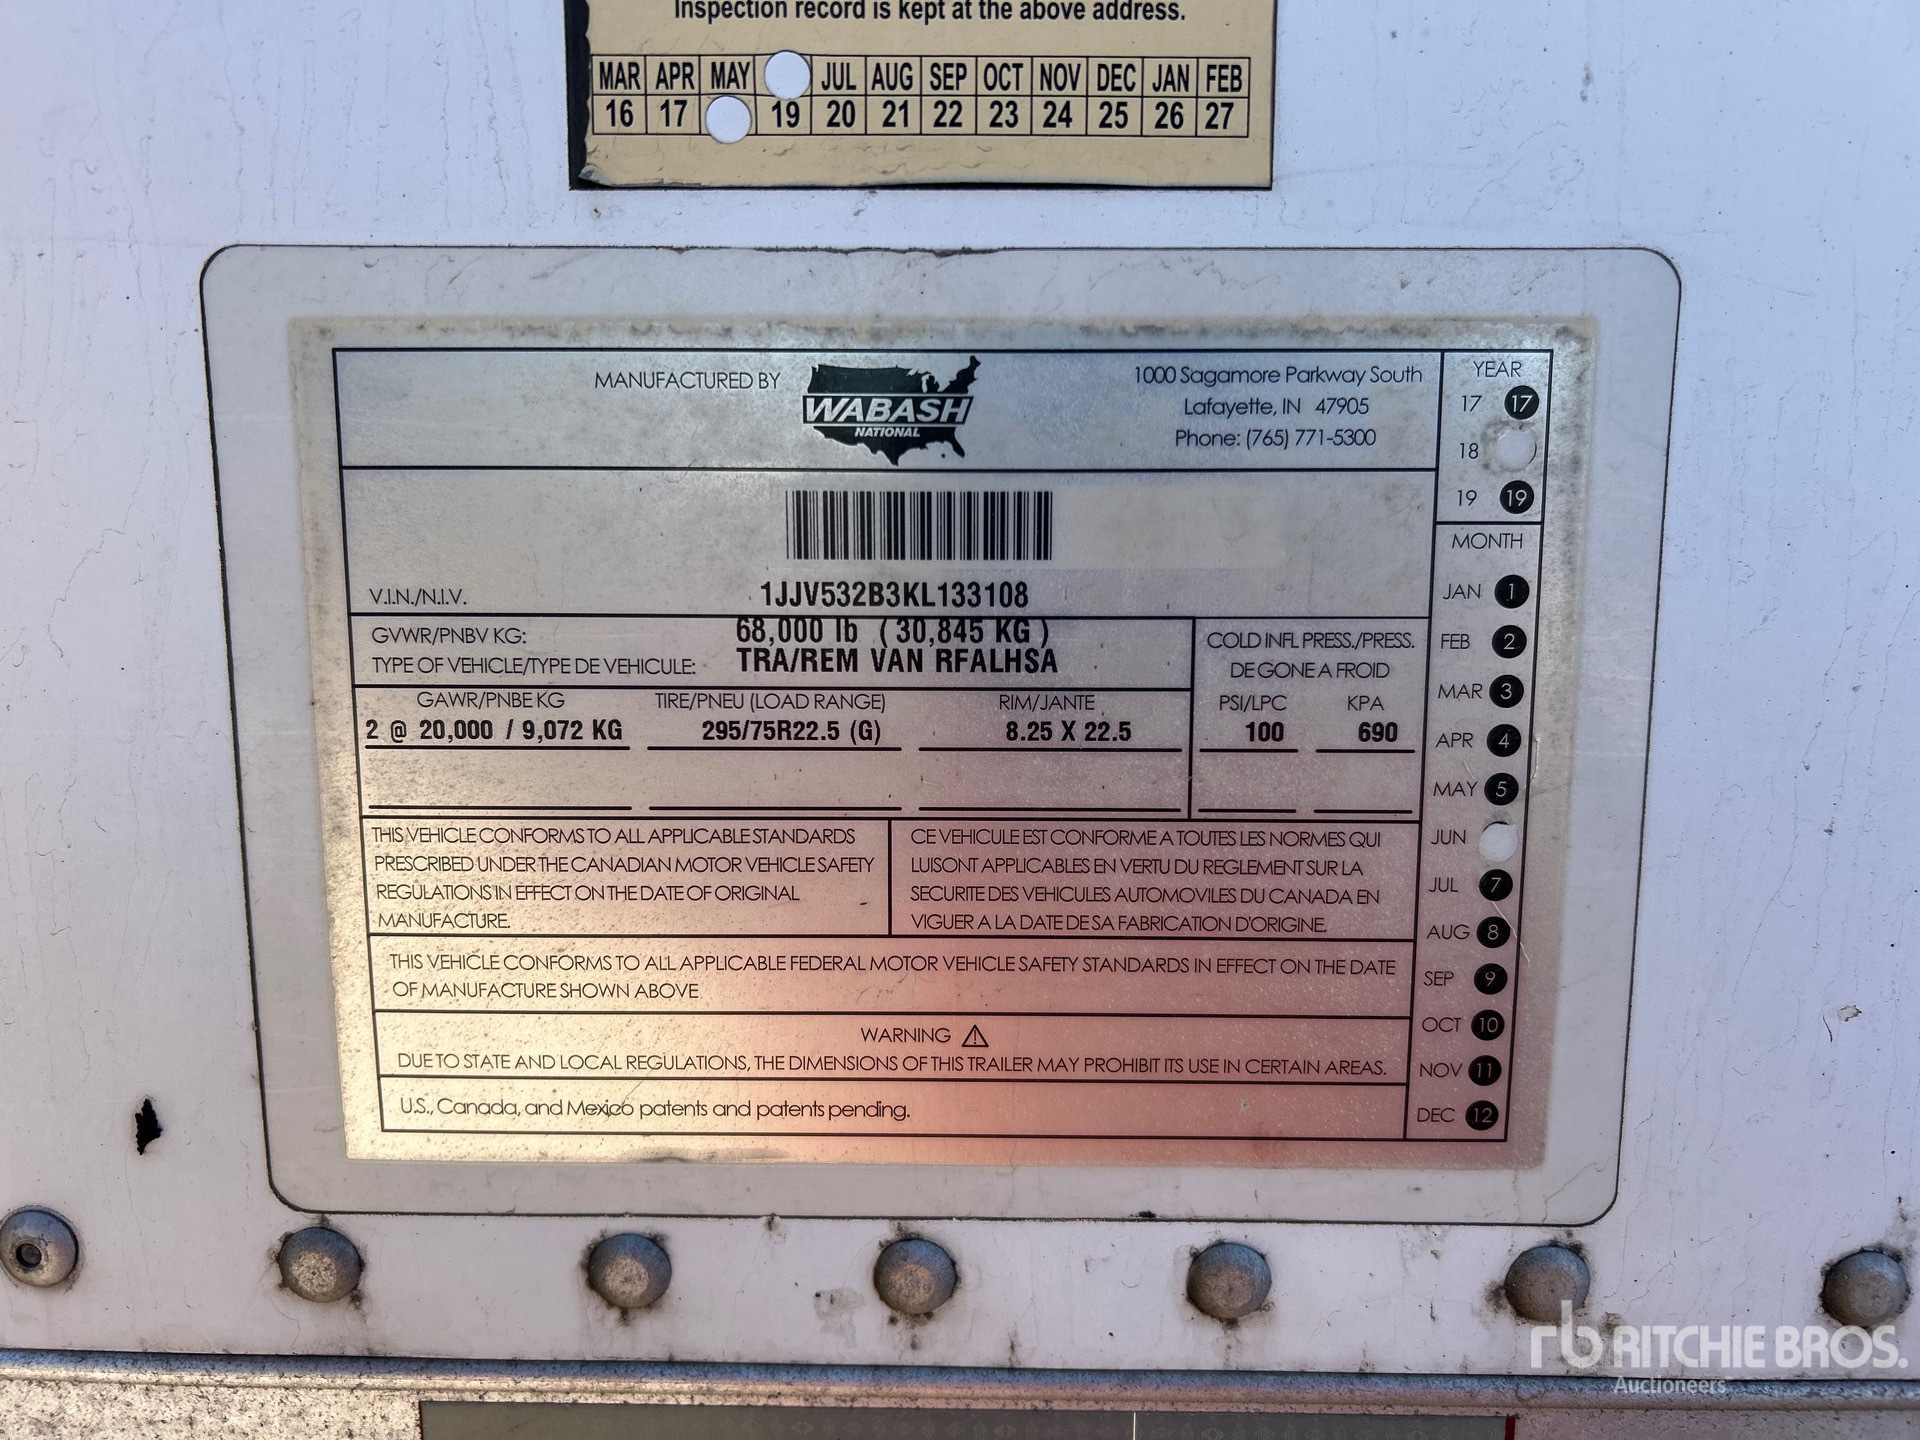 Inspection record is kept at the above address.
MAR APR MAY JUL AUG SEP OCT NOV DEC JAN FEB
16 17 19 20 21 22 23 24 25 26 27
MANUFACTURED BY
WABASH
NATIONAL
1000 Sagamore Parkway South
Lafayette, IN 47905
Phone: (765) 771-5300
YEAR
17 17
18
19 19
MONTH
JAN 1
FEB 2
MAR 3
APR 4
MAY 5
JUN
JUL 7
AUG 8
SEP 9
OCT 10
NOV 11
DEC 12
V.I.N./N.I.V. 1JJV532B3KL133108
GVWR/PNBV KG: 68,000 lb ( 30,845 KG )
TYPE OF VEHICLE/TYPE DE VEHICULE: TRA/REM VAN RFALHSA
COLD INFL PRESS./PRESS.
DE GONE A FROID
GAWR/PNBE KG TIRE/PNEU (LOAD RANGE) RIM/JANTE PSI/LPC KPA
2 @ 20,000 / 9,072 KG 295/75R22.5 (G) 8.25 X 22.5 100 690
THIS VEHICLE CONFORMS TO ALL APPLICABLE STANDARDS
PRESCRIBED UNDER THE CANADIAN MOTOR VEHICLE SAFETY
REGULATIONS IN EFFECT ON THE DATE OF ORIGINAL
MANUFACTURE.
CE VEHICULE EST CONFORME A TOUTES LES NORMES QUI
LUISONT APPLICABLES EN VERTU DU REGLEMENT SUR LA
SECURITE DES VEHICULES AUTOMOVILES DU CANADA EN
VIGUER A LA DATE DE SA FABRICATION D'ORIGINE.
THIS VEHICLE CONFORMS TO ALL APPLICABLE FEDERAL MOTOR VEHICLE SAFETY STANDARDS IN EFFECT ON THE DATE
OF MANUFACTURE SHOWN ABOVE
WARNING
DUE TO STATE AND LOCAL REGULATIONS, THE DIMENSIONS OF THIS TRAILER MAY PROHIBIT ITS USE IN CERTAIN AREAS.
U.S., Canada, and Mexico patents and patents pending.
rb RITCHIE BROS.
Auctioneers